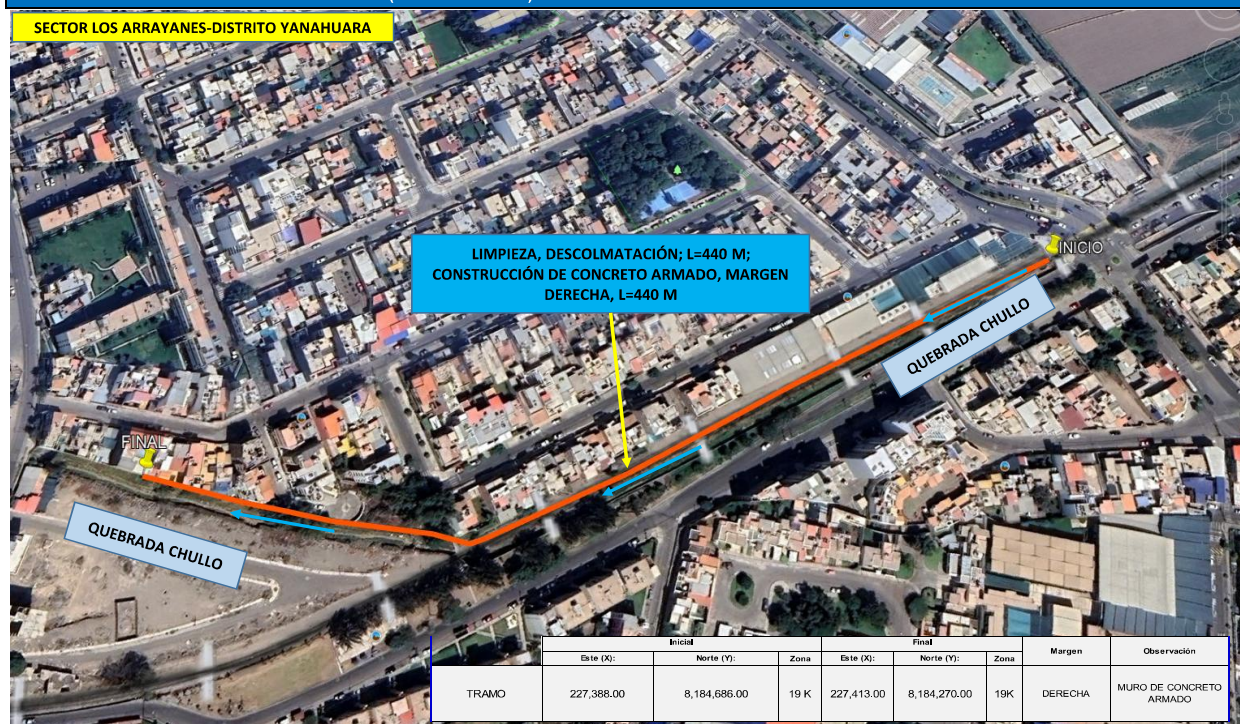 SECTOR LOS ARRAYANES-DISTRITO YANAHUARA
LIMPIEZA, DESCOLMATACIÓN; L=440 M;
CONSTRUCCIÓN DE CONCRETO ARMADO, MARGEN
DERECHA, L=440 M
INICIO
QUEBRADA CHULLO
FINAL
QUEBRADA CHULLO
Inicial Final Margen Observación
Este (X): Norte (Y): Zona Este (X): Norte (Y): Zona
TRAMO 227,388.00 8,184,686.00 19 K 227,413.00 8,184,270.00 19K DERECHA MURO DE CONCRETO
ARMADO